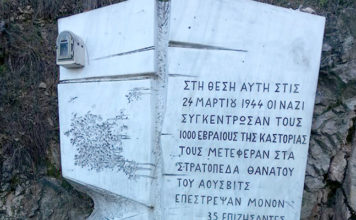 ΣΤΗ ΘΕΣΗ ΑΥΤΗ ΣΤΙΣ
24 ΜΑΡΤΙΟΥ 1944 ΟΙ ΝΑΖΙ
ΣΥΓΚΕΝΤΡΩΣΑΝ ΤΟΥΣ
1000 ΕΒΡΑΙΟΥΣ ΤΗΣ ΚΑΣΤΟΡΙΑΣ
ΤΟΥΣ ΜΕΤΕΦΕΡΑΝ ΣΤΑ
ΣΤΡΑΤΟΠΕΔΑ ΘΑΝΑΤΟΥ
ΤΟΥ ΑΟΥΣΒΙΤΣ
ΕΠΕΣΤΡΕΨΑΝ ΜΟΝΟΝ
35 ΕΠΙΖΗΣΑΝΤΕΣ